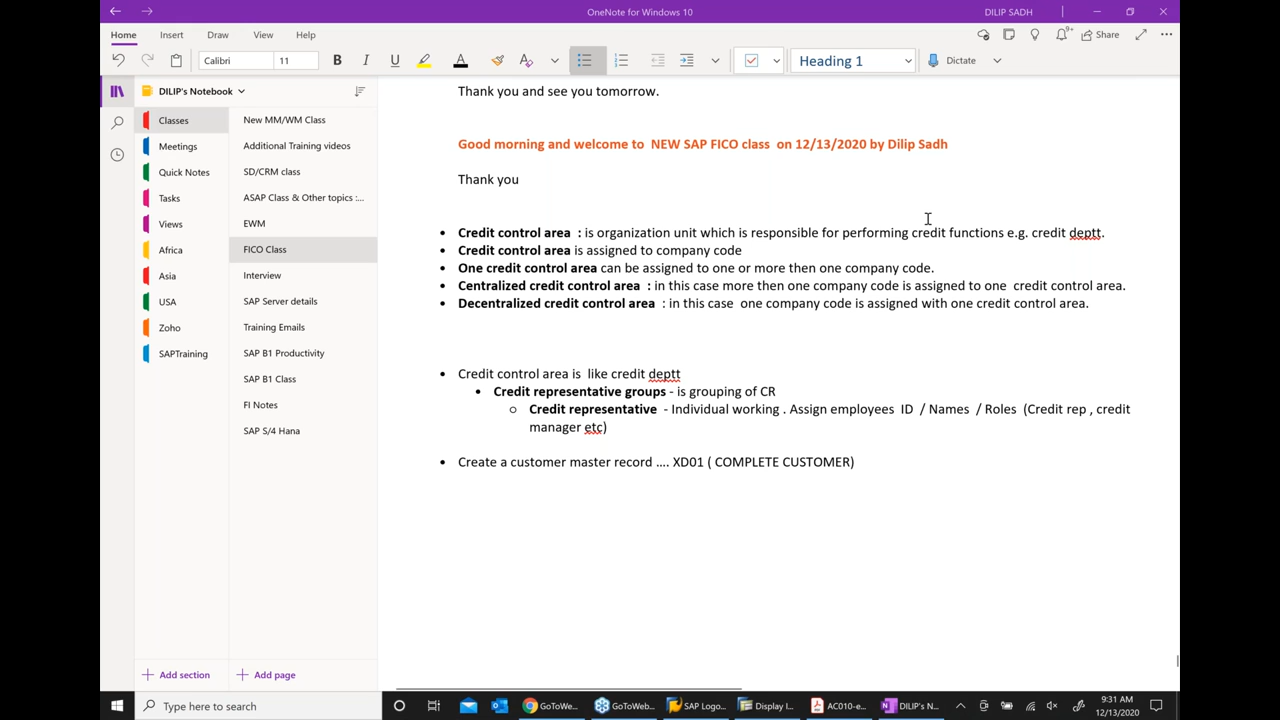 OneNote for Windows 10
DILIP SADH
Home Insert Draw View Help
9+ Share
Calibri 11 B I U A Heading 1 Dictate
DILIP's Notebook
Classes
Meetings
Quick Notes
Tasks
Views
Africa
Asia
USA
Zoho
SAPTraining
New MM/WM Class
Additional Training videos
SD/CRM class
ASAP Class & Other topics :...
EWM
FICO Class
Interview
SAP Server details
Training Emails
SAP B1 Productivity
SAP B1 Class
FI Notes
SAP S/4 Hana
+ Add section
+ Add page
Thank you and see you tomorrow.
Good morning and welcome to NEW SAP FICO class on 12/13/2020 by Dilip Sadh
Thank you
• Credit control area : is organization unit which is responsible for performing credit functions e.g. credit deptt.
• Credit control area is assigned to company code
• One credit control area can be assigned to one or more then one company code.
• Centralized credit control area : in this case more then one company code is assigned to one credit control area.
• Decentralized credit control area : in this case one company code is assigned with one credit control area.
• Credit control area is like credit deptt
• Credit representative groups - is grouping of CR
o Credit representative - Individual working . Assign employees ID / Names / Roles (Credit rep , credit
manager etc)
• Create a customer master record .... XD01 ( COMPLETE CUSTOMER)
Type here to search
GoToWe... GoToWeb... SAP Logo... Display I... AC010-e... DILIP's N...
9:31 AM
12/13/2020